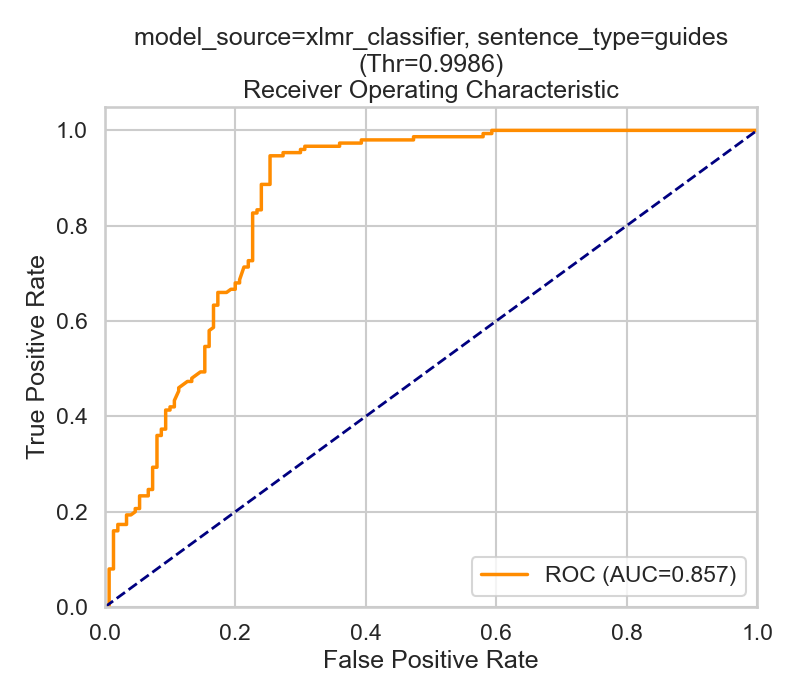 model_source=xlmr_classifier, sentence_type=guides
(Thr=0.9986)
Receiver Operating Characteristic
1.0
0.8
0.6
0.4
0.2
0.0
True Positive Rate
ROC (AUC=0.857)
0.0 0.2 0.4 0.6 0.8 1.0
False Positive Rate